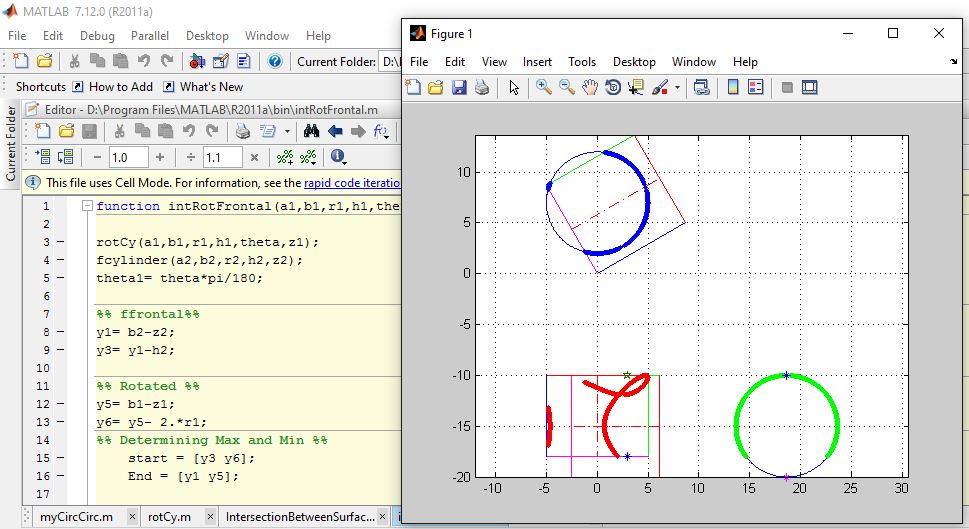 MATLAB 7.12.0 (R2011a)
File Edit Debug Parallel Desktop Window Help
Current Folder: D:\
Shortcuts How to Add What's New
Current Folder
Editor - D:\Program Files\MATLAB\R2011a\bin\intRotFrontal.m
− 1.0 + ÷ 1.1 ×
This file uses Cell Mode. For information, see the rapid code iteratio
1 function intRotFrontal(a1,b1,r1,h1,the
2
3 rotCy(a1,b1,r1,h1,theta,z1);
4 fcylinder(a2,b2,r2,h2,z2);
5 theta1= theta*pi/180;
6
7 %% ffrontal%%
8 y1= b2-z2;
9 y3= y1-h2;
10
11 %% Rotated %%
12 y5= b1-z1;
13 y6= y5- 2.*r1;
14 %% Determining Max and Min %%
15 start = [y3 y6];
16 End = [y1 y5];
17
myCircCirc.m rotCy.m IntersectionBetweenSurfac...
Figure 1
File Edit View Insert Tools Desktop Window Help
10
5
0
-5
-10
-15
-20
-10 -5 0 5 10 15 20 25 30